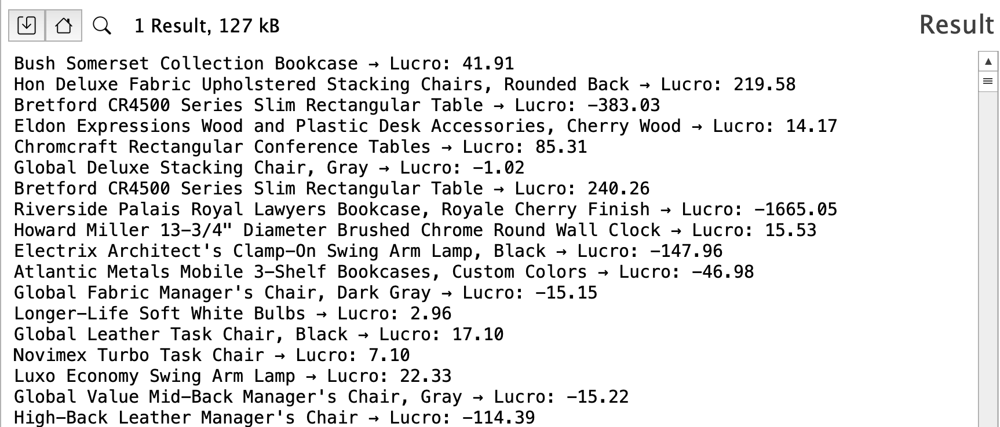 1 Result, 127 kB
Result
Bush Somerset Collection Bookcase → Lucro: 41.91
Hon Deluxe Fabric Upholstered Stacking Chairs, Rounded Back → Lucro: 219.58
Bretford CR4500 Series Slim Rectangular Table → Lucro: -383.03
Eldon Expressions Wood and Plastic Desk Accessories, Cherry Wood → Lucro: 14.17
Chromcraft Rectangular Conference Tables → Lucro: 85.31
Global Deluxe Stacking Chair, Gray → Lucro: -1.02
Bretford CR4500 Series Slim Rectangular Table → Lucro: 240.26
Riverside Palais Royal Lawyers Bookcase, Royale Cherry Finish → Lucro: -1665.05
Howard Miller 13-3/4" Diameter Brushed Chrome Round Wall Clock → Lucro: 15.53
Electrix Architect's Clamp-On Swing Arm Lamp, Black → Lucro: -147.96
Atlantic Metals Mobile 3-Shelf Bookcases, Custom Colors → Lucro: -46.98
Global Fabric Manager's Chair, Dark Gray → Lucro: -15.15
Longer-Life Soft White Bulbs → Lucro: 2.96
Global Leather Task Chair, Black → Lucro: 17.10
Novimex Turbo Task Chair → Lucro: 7.10
Luxo Economy Swing Arm Lamp → Lucro: 22.33
Global Value Mid-Back Manager's Chair, Gray → Lucro: -15.22
High-Back Leather Manager's Chair → Lucro: -114.39